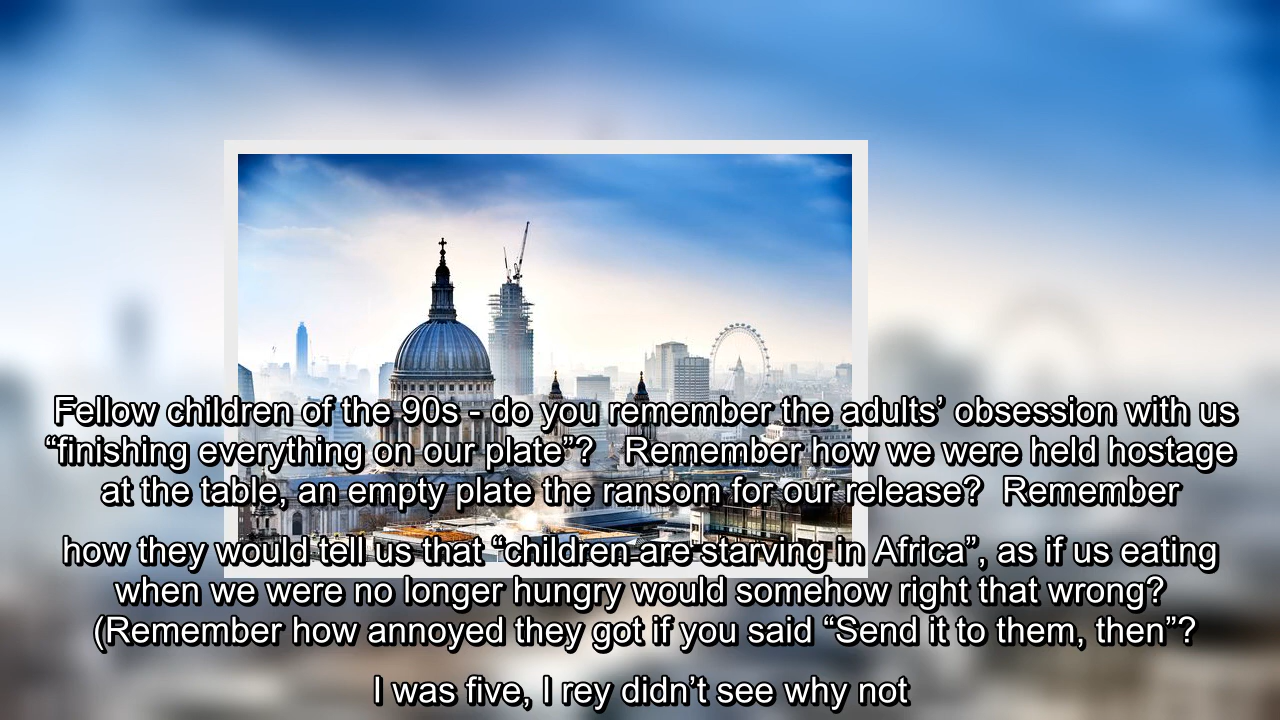 Fellow children of the 90s - do you remember the adults’ obsession with us
“finishing everything on our plate”? Remember how we were held hostage
at the table, an empty plate the ransom for our release? Remember
how they would tell us that “children are starving in Africa”, as if us eating
when we were no longer hungry would somehow right that wrong?
(Remember how annoyed they got if you said “Send it to them, then”?
I was five, I rey didn’t see why not